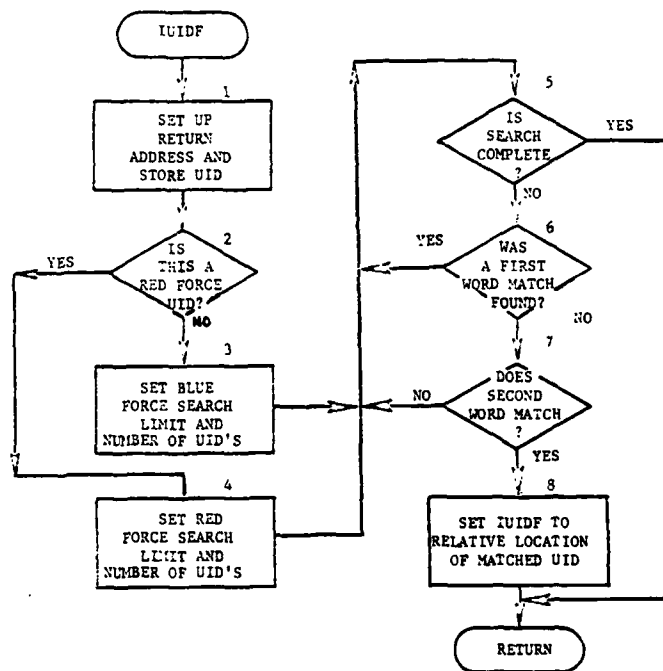 IUIDF
1
SET UP
RETURN
ADDRESS AND
STORE UID
2
YES
IS
THIS A
RED FORCE
UID?
NO
3
SET BLUE
FORCE SEARCH
LIMIT AND
NUMBER OF UID'S
4
SET RED
FORCE SEARCH
LIMIT AND
NUMBER OF UID'S
5
IS
SEARCH
COMPLETE
?
YES
NO
6
YES
WAS
A FIRST
WORD MATCH
FOUND?
NO
7
NO
DOES
SECOND
WORD MATCH
?
YES
8
SET IUIDF TO
RELATIVE LOCATION
OF MATCHED UID
RETURN